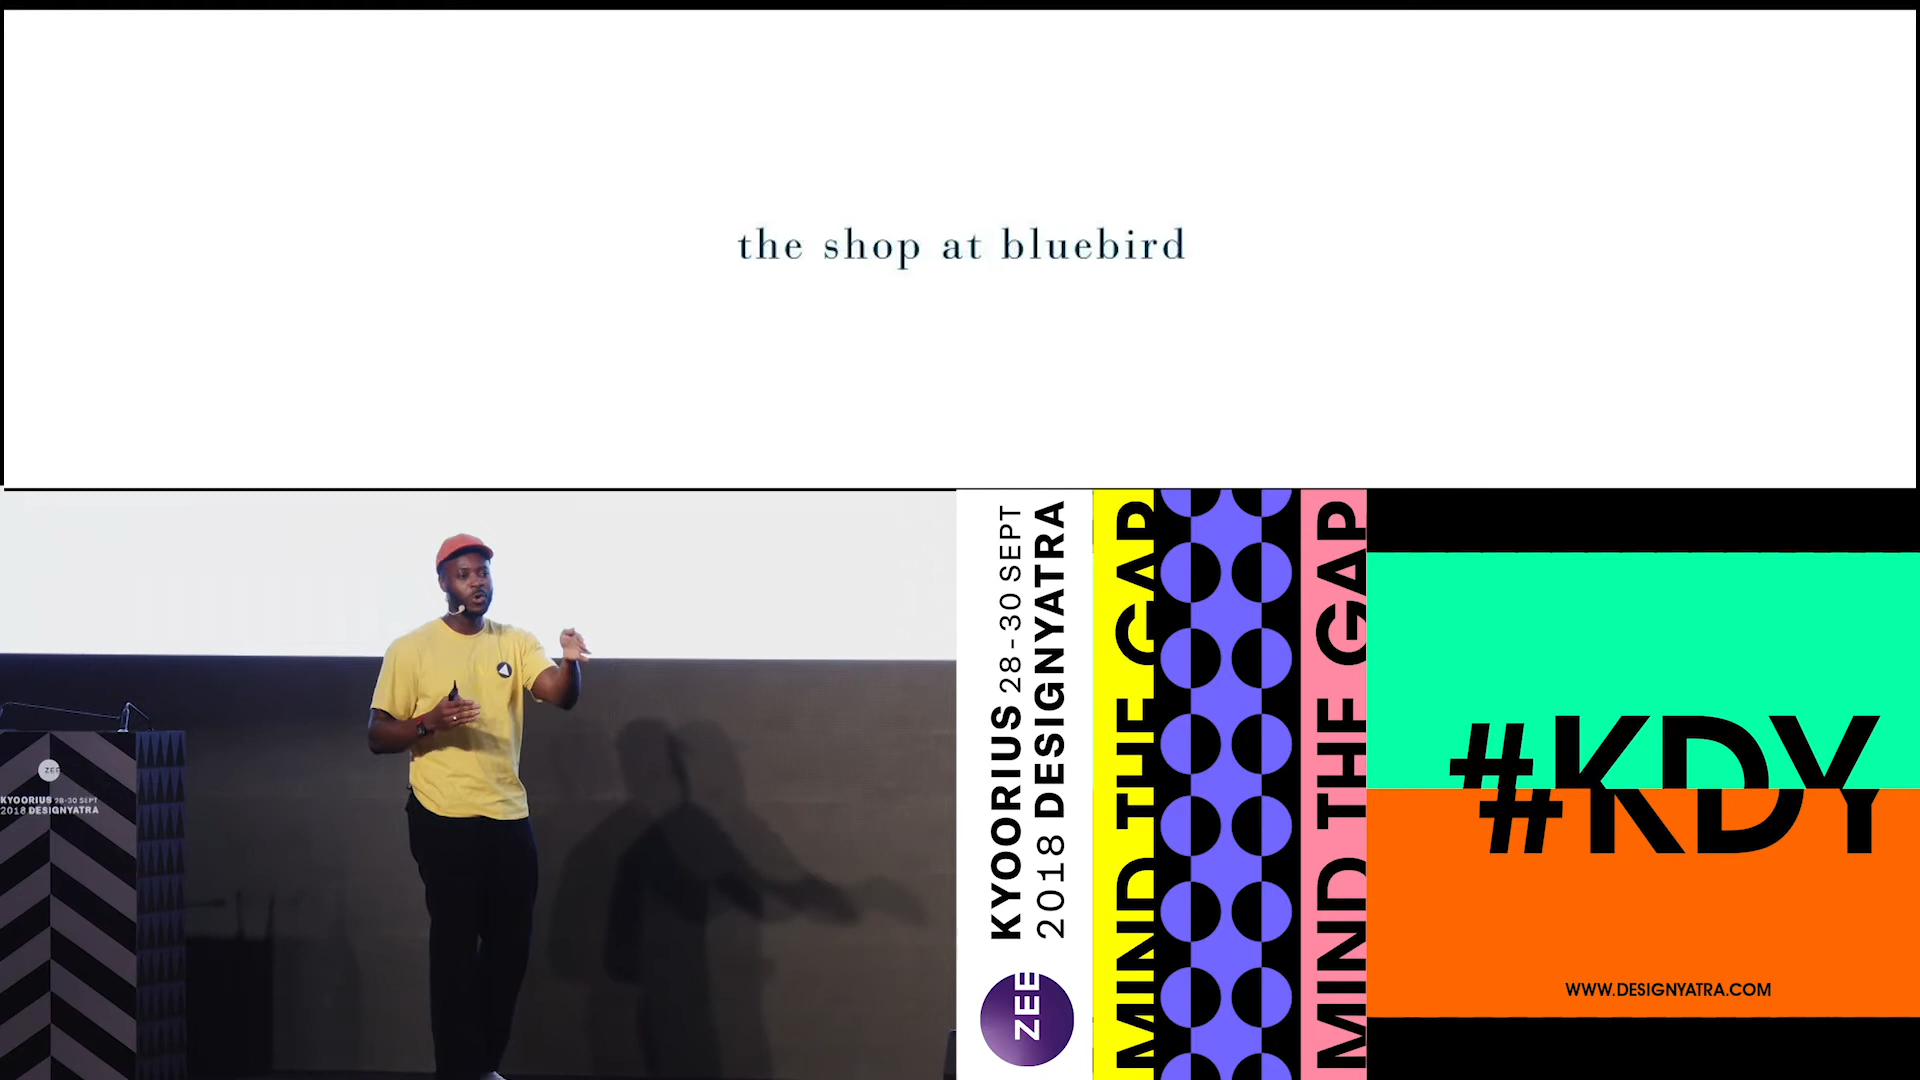 the shop at bluebird
ZEE
KYOORIUS 28-30 SEPT
2018 DESIGNYATRA
ZEE
KYOORIUS 28-30 SEPT
2018 DESIGNYATRA
MIND THE GAP
MIND THE GAP
#KDY
WWW.DESIGNYATRA.COM